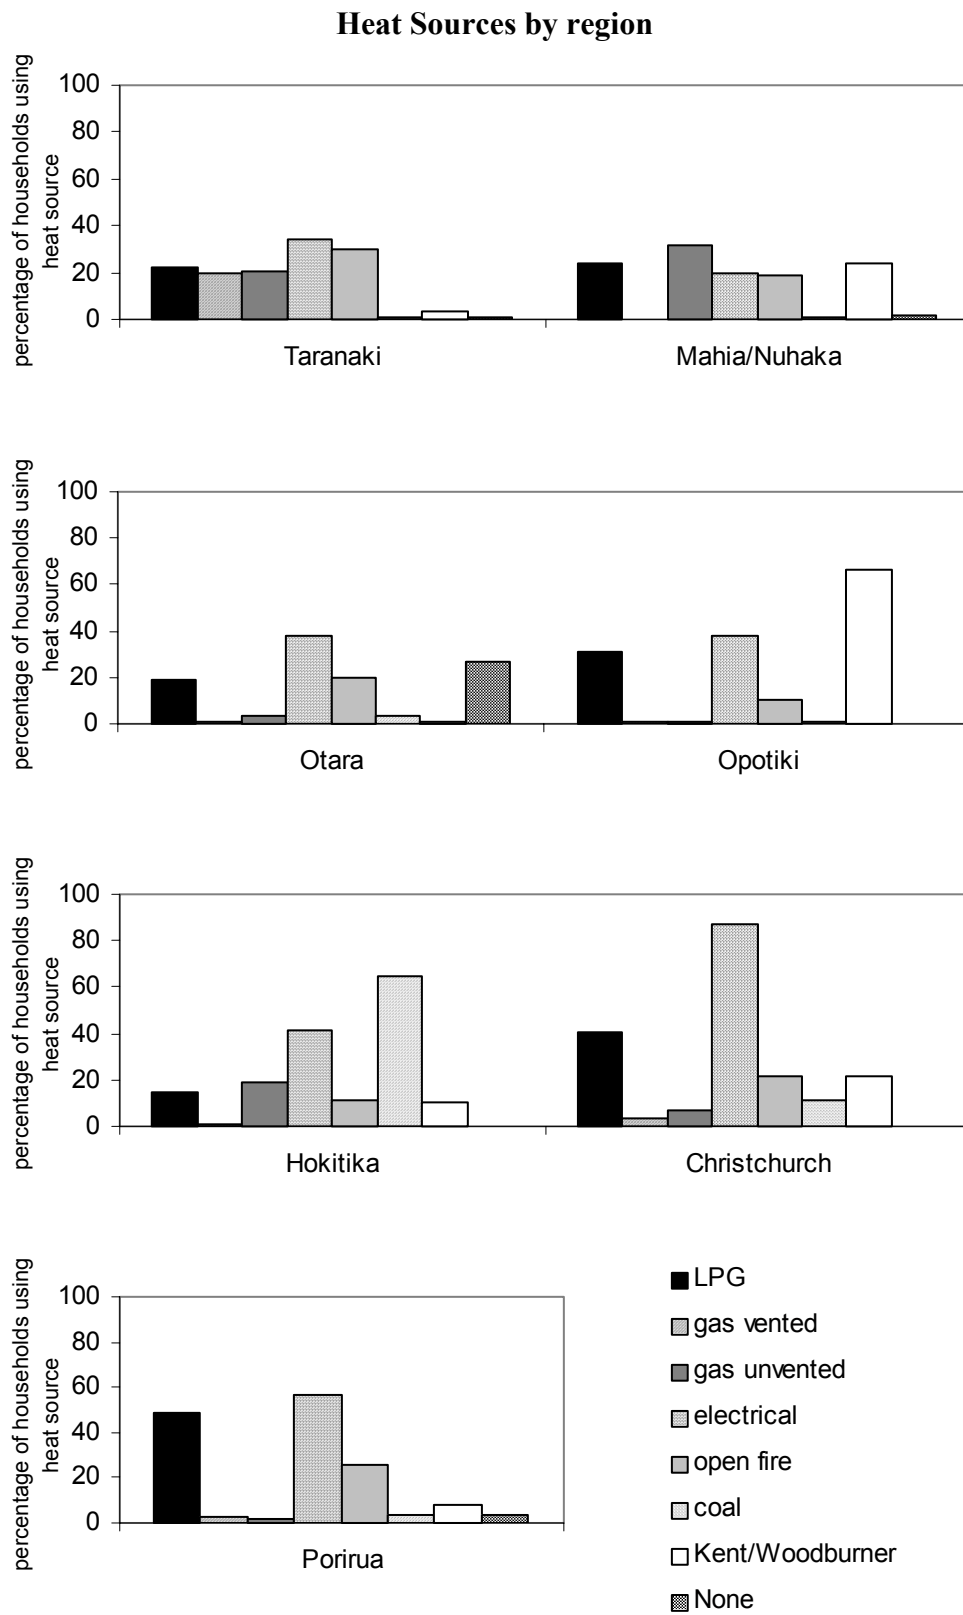 Heat Sources by region
percentage of households using
heat source
100
80
60
40
20
0
Taranaki
Mahia/Nuhaka
percentage of households using
heat source
100
80
60
40
20
0
Otara
Opotiki
percentage of households using
heat source
100
80
60
40
20
0
Hokitika
Christchurch
percentage of households using
heat source
100
80
60
40
20
0
Porirua
LPG
gas vented
gas unvented
electrical
open fire
coal
Kent/Woodburner
None